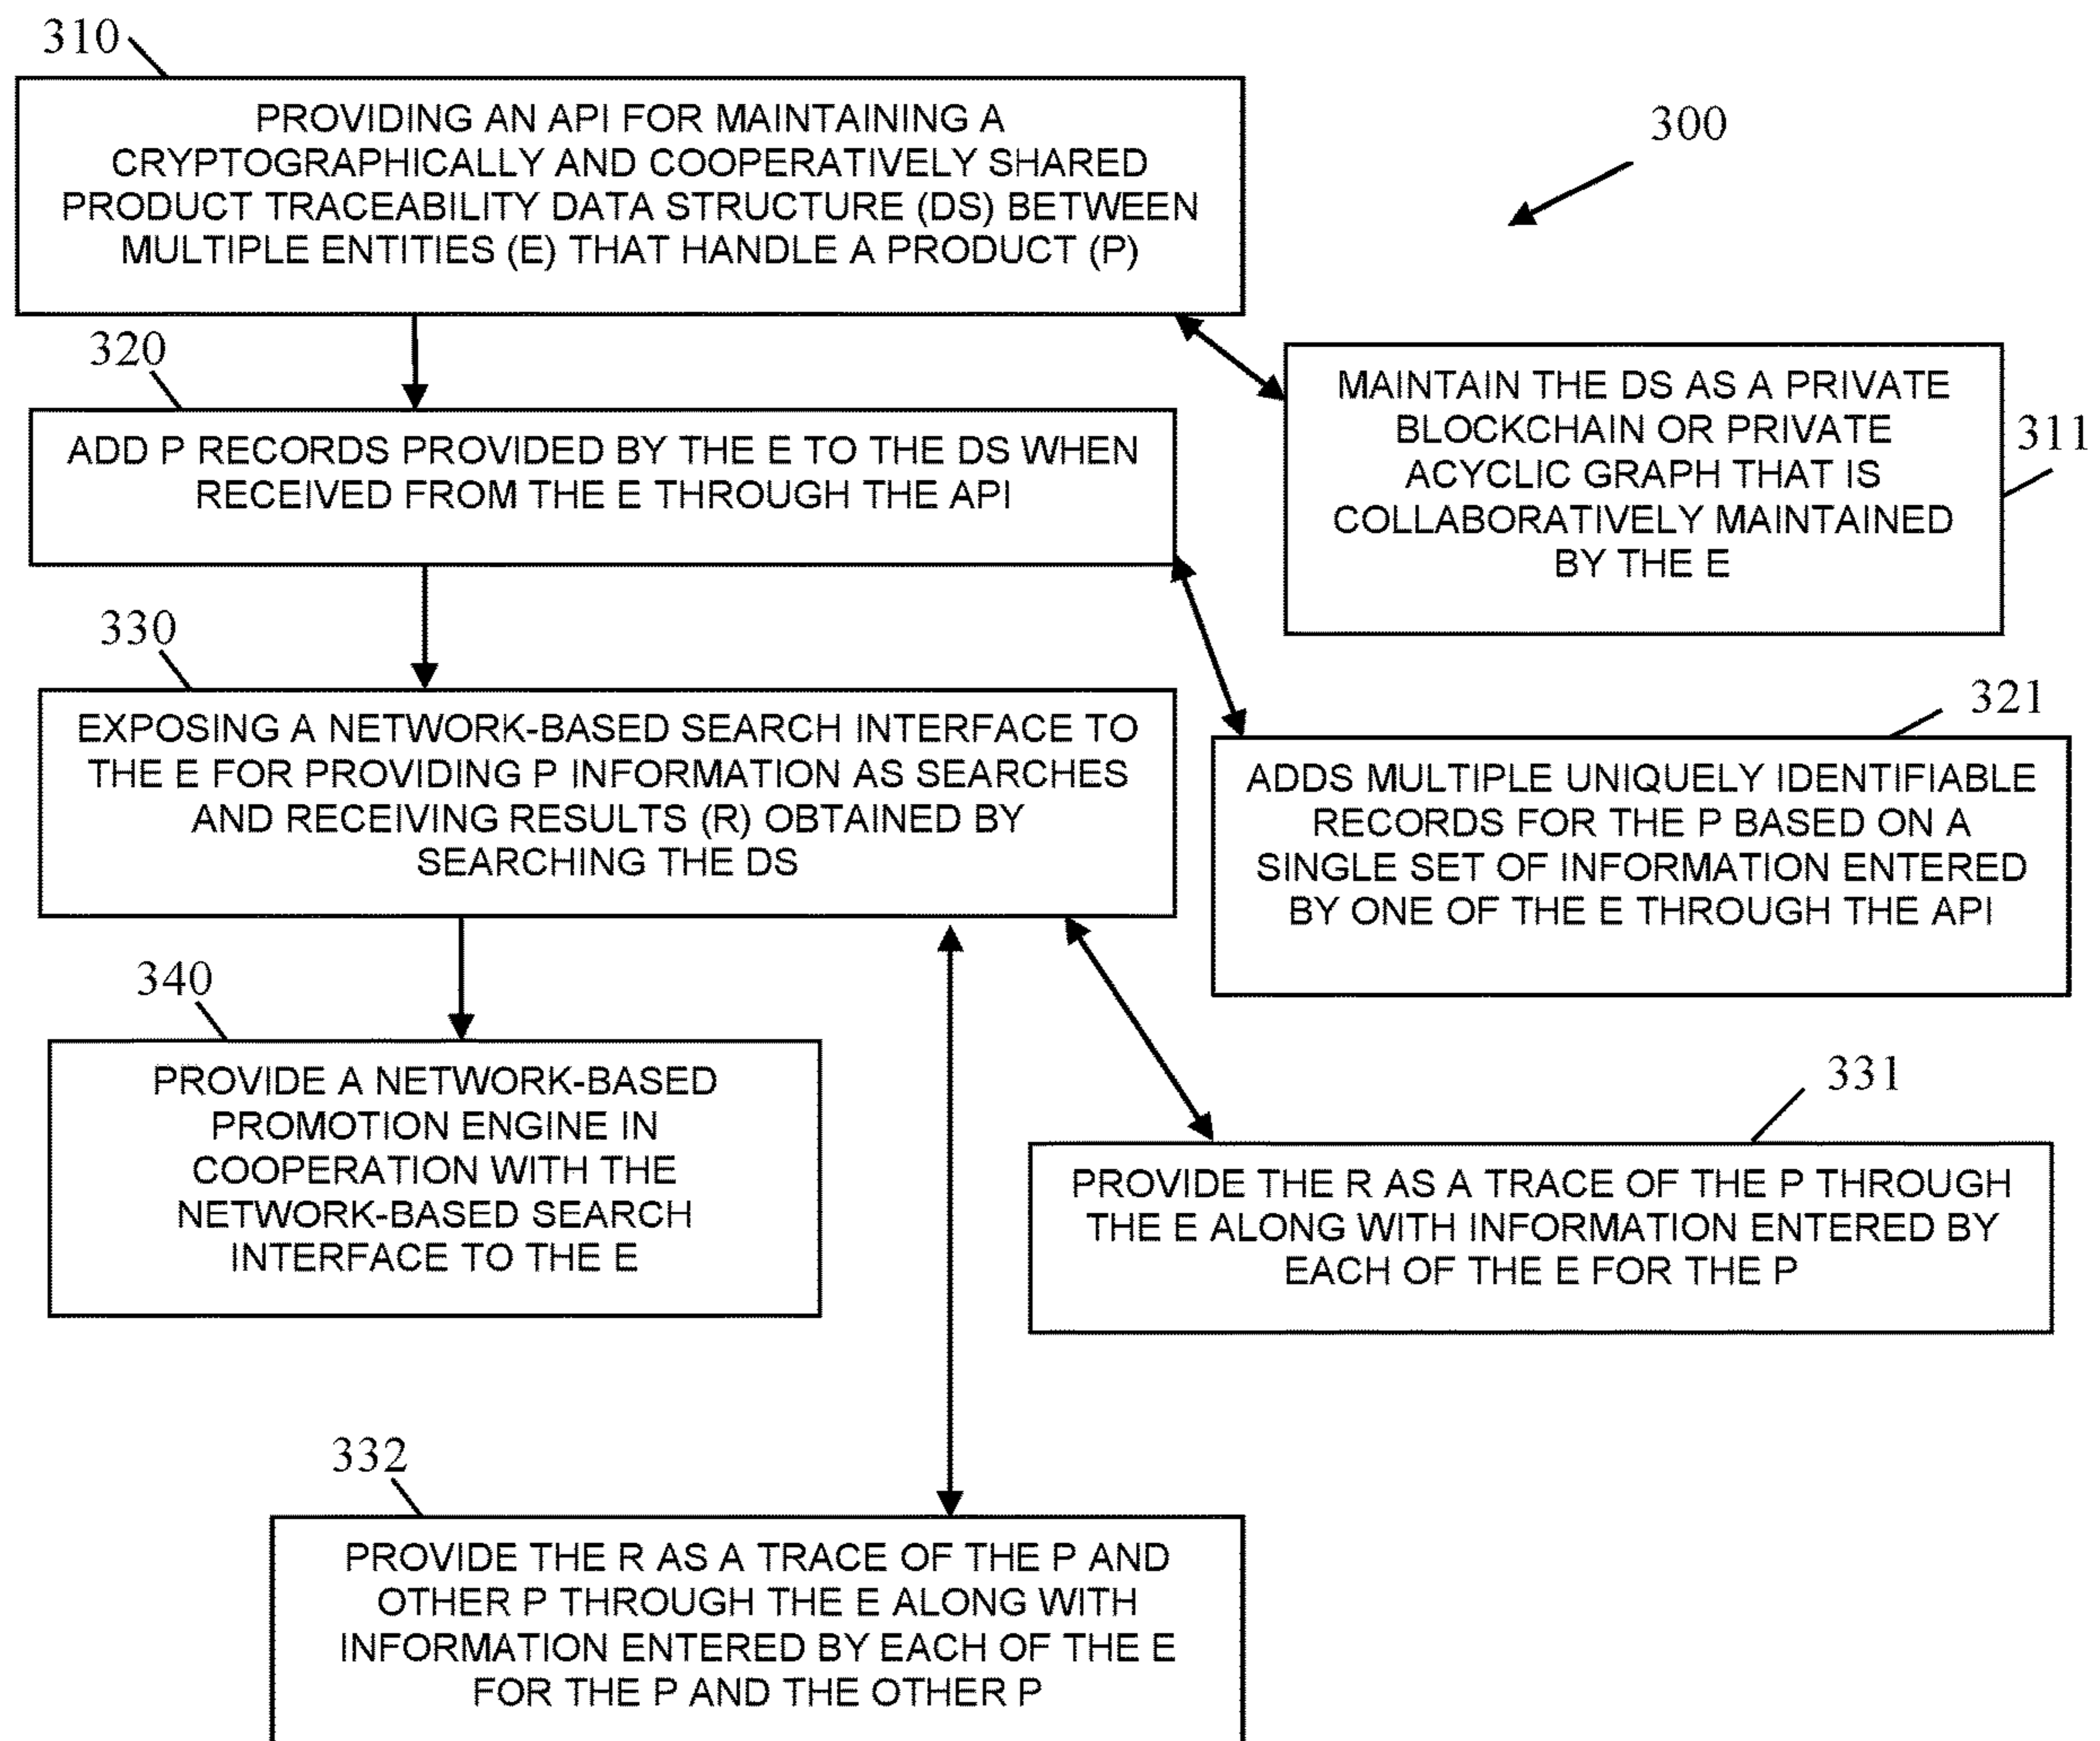 310
PROVIDING AN API FOR MAINTAINING A
CRYPTOGRAPHICALLY AND COOPERATIVELY SHARED
PRODUCT TRACEABILITY DATA STRUCTURE (DS) BETWEEN
MULTIPLE ENTITIES (E) THAT HANDLE A PRODUCT (P)
300
320
ADD P RECORDS PROVIDED BY THE E TO THE DS WHEN
RECEIVED FROM THE E THROUGH THE API
MAINTAIN THE DS AS A PRIVATE
BLOCKCHAIN OR PRIVATE
ACYCLIC GRAPH THAT IS
COLLABORATIVELY MAINTAINED
BY THE E
311
330
EXPOSING A NETWORK-BASED SEARCH INTERFACE TO
THE E FOR PROVIDING P INFORMATION AS SEARCHES
AND RECEIVING RESULTS (R) OBTAINED BY
SEARCHING THE DS
321
ADDS MULTIPLE UNIQUELY IDENTIFIABLE
RECORDS FOR THE P BASED ON A
SINGLE SET OF INFORMATION ENTERED
BY ONE OF THE E THROUGH THE API
340
PROVIDE A NETWORK-BASED
PROMOTION ENGINE IN
COOPERATION WITH THE
NETWORK-BASED SEARCH
INTERFACE TO THE E
331
PROVIDE THE R AS A TRACE OF THE P THROUGH
THE E ALONG WITH INFORMATION ENTERED BY
EACH OF THE E FOR THE P
332
PROVIDE THE R AS A TRACE OF THE P AND
OTHER P THROUGH THE E ALONG WITH
INFORMATION ENTERED BY EACH OF THE E
FOR THE P AND THE OTHER P